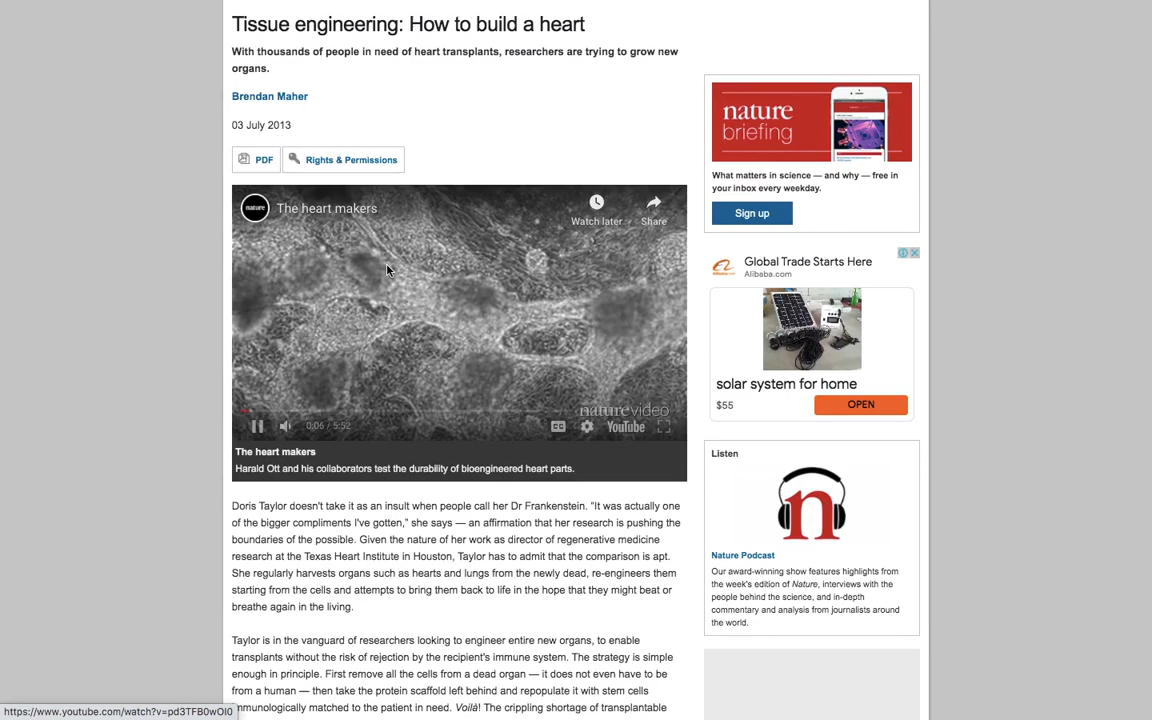 Tissue engineering: How to build a heart
With thousands of people in need of heart transplants, researchers are trying to grow new
organs.
Brendan Maher
03 July 2013
PDF
Rights & Permissions
nature
The heart makers
Watch later
Share
0:06 / 5:52
CC
naturevideo
YouTube
The heart makers
Harald Ott and his collaborators test the durability of bioengineered heart parts.
Doris Taylor doesn't take it as an insult when people call her Dr Frankenstein. “It was actually one
of the bigger compliments I've gotten,” she says — an affirmation that her research is pushing the
boundaries of the possible. Given the nature of her work as director of regenerative medicine
research at the Texas Heart Institute in Houston, Taylor has to admit that the comparison is apt.
She regularly harvests organs such as hearts and lungs from the newly dead, re-engineers them
starting from the cells and attempts to bring them back to life in the hope that they might beat or
breathe again in the living.
Taylor is in the vanguard of researchers looking to engineer entire new organs, to enable
transplants without the risk of rejection by the recipient's immune system. The strategy is simple
enough in principle. First remove all the cells from a dead organ — it does not even have to be
from a human — then take the protein scaffold left behind and repopulate it with stem cells
immunologically matched to the patient in need. Voilà! The crippling shortage of transplantable
https://www.youtube.com/watch?v=pd3TFB0wOI0
nature
briefing
What matters in science — and why — free in
your inbox every weekday.
Sign up
Global Trade Starts Here
Alibaba.com
solar system for home
$55
OPEN
Listen
n
Nature Podcast
Our award-winning show features highlights from
the week's edition of Nature, interviews with the
people behind the science, and in-depth
commentary and analysis from journalists around
the world.